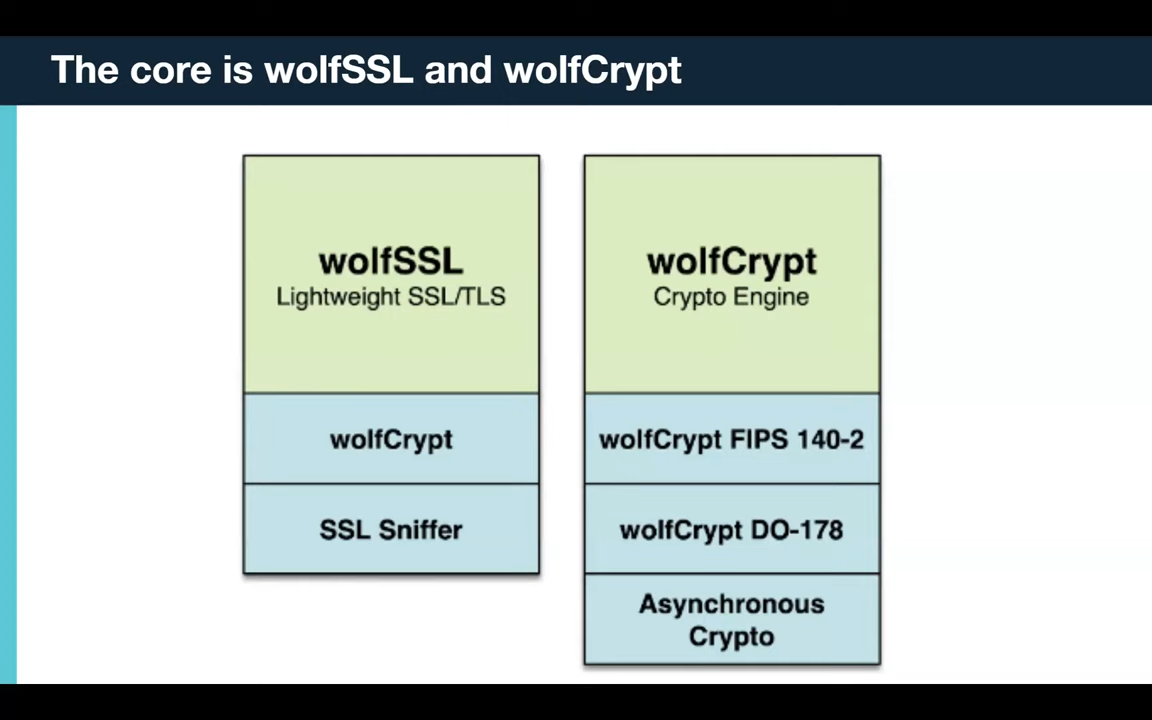 The core is wolfSSL and wolfCrypt
wolfSSL
Lightweight SSL/TLS
wolfCrypt
SSL Sniffer
wolfCrypt
Crypto Engine
wolfCrypt FIPS 140-2
wolfCrypt DO-178
Asynchronous
Crypto